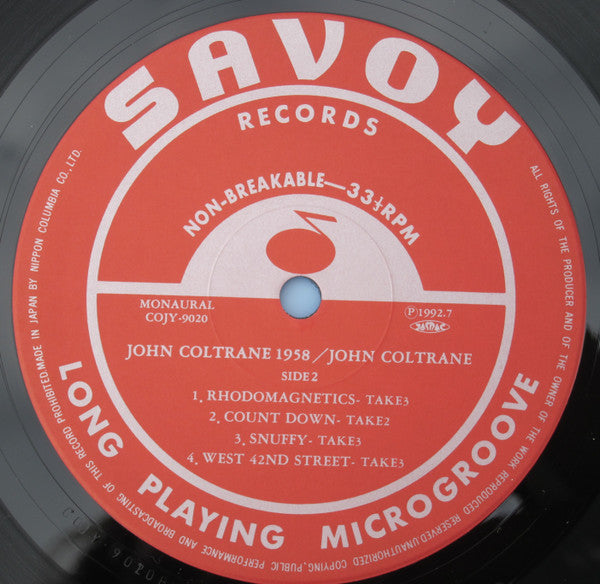 SAVOY
RECORDS
NON-BREAKABLE—33⅓RPM
MONAURAL
COJY-9020
Ⓟ1992.7
JOHN COLTRANE 1958/JOHN COLTRANE
SIDE 2
1. RHODOMAGNETICS- TAKE3
2. COUNT DOWN- TAKE2
3. SNUFFY- TAKE3
4. WEST 42ND STREET- TAKE3
LONG PLAYING MICROGROOVE
ALL RIGHTS OF THE PRODUCER AND OF THE OWNER OF THE WORK REPRODUCED RESERVED. UNAUTHORIZED COPYING, PUBLIC PERFORMANCE AND BROADCASTING OF THIS RECORD PROHIBITED MADE IN JAPAN BY NIPPON COLUMBIA CO., LTD.